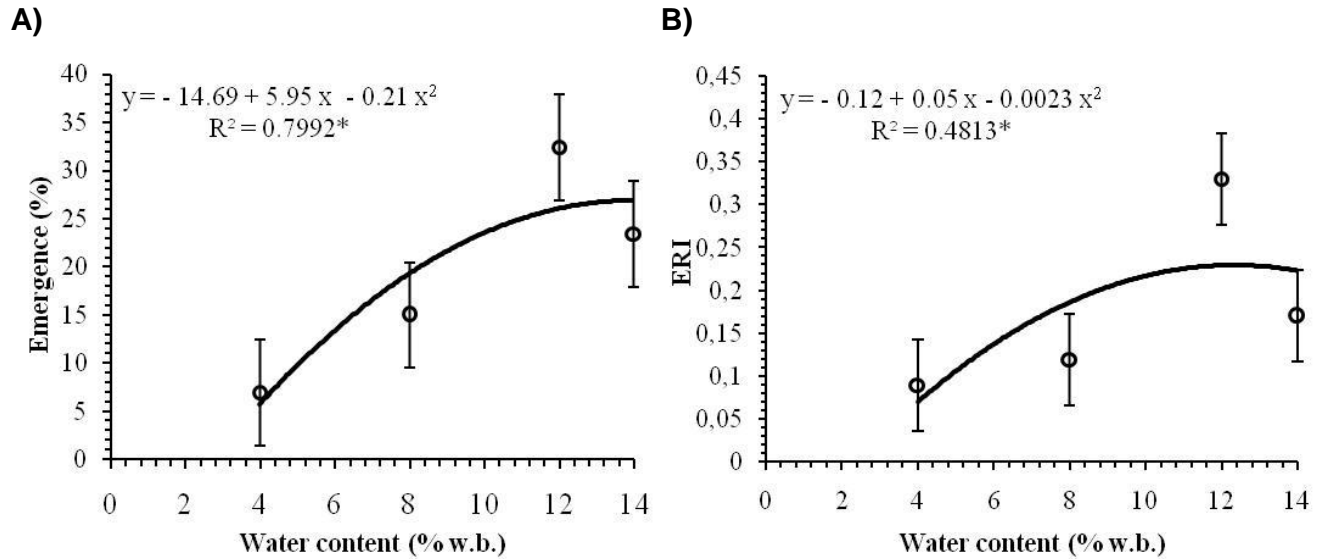 A)
y = - 14.69 + 5.95 x - 0.21 x²
R² = 0.7992*
Emergence (%)
40
35
30
25
20
15
10
5
0
0 2 4 6 8 10 12 14
Water content (% w.b.)
B)
y = - 0.12 + 0.05 x - 0.0023 x²
R² = 0.4813*
ERI
0,45
0,4
0,35
0,3
0,25
0,2
0,15
0,1
0,05
0
0 2 4 6 8 10 12 14
Water content (% w.b.)